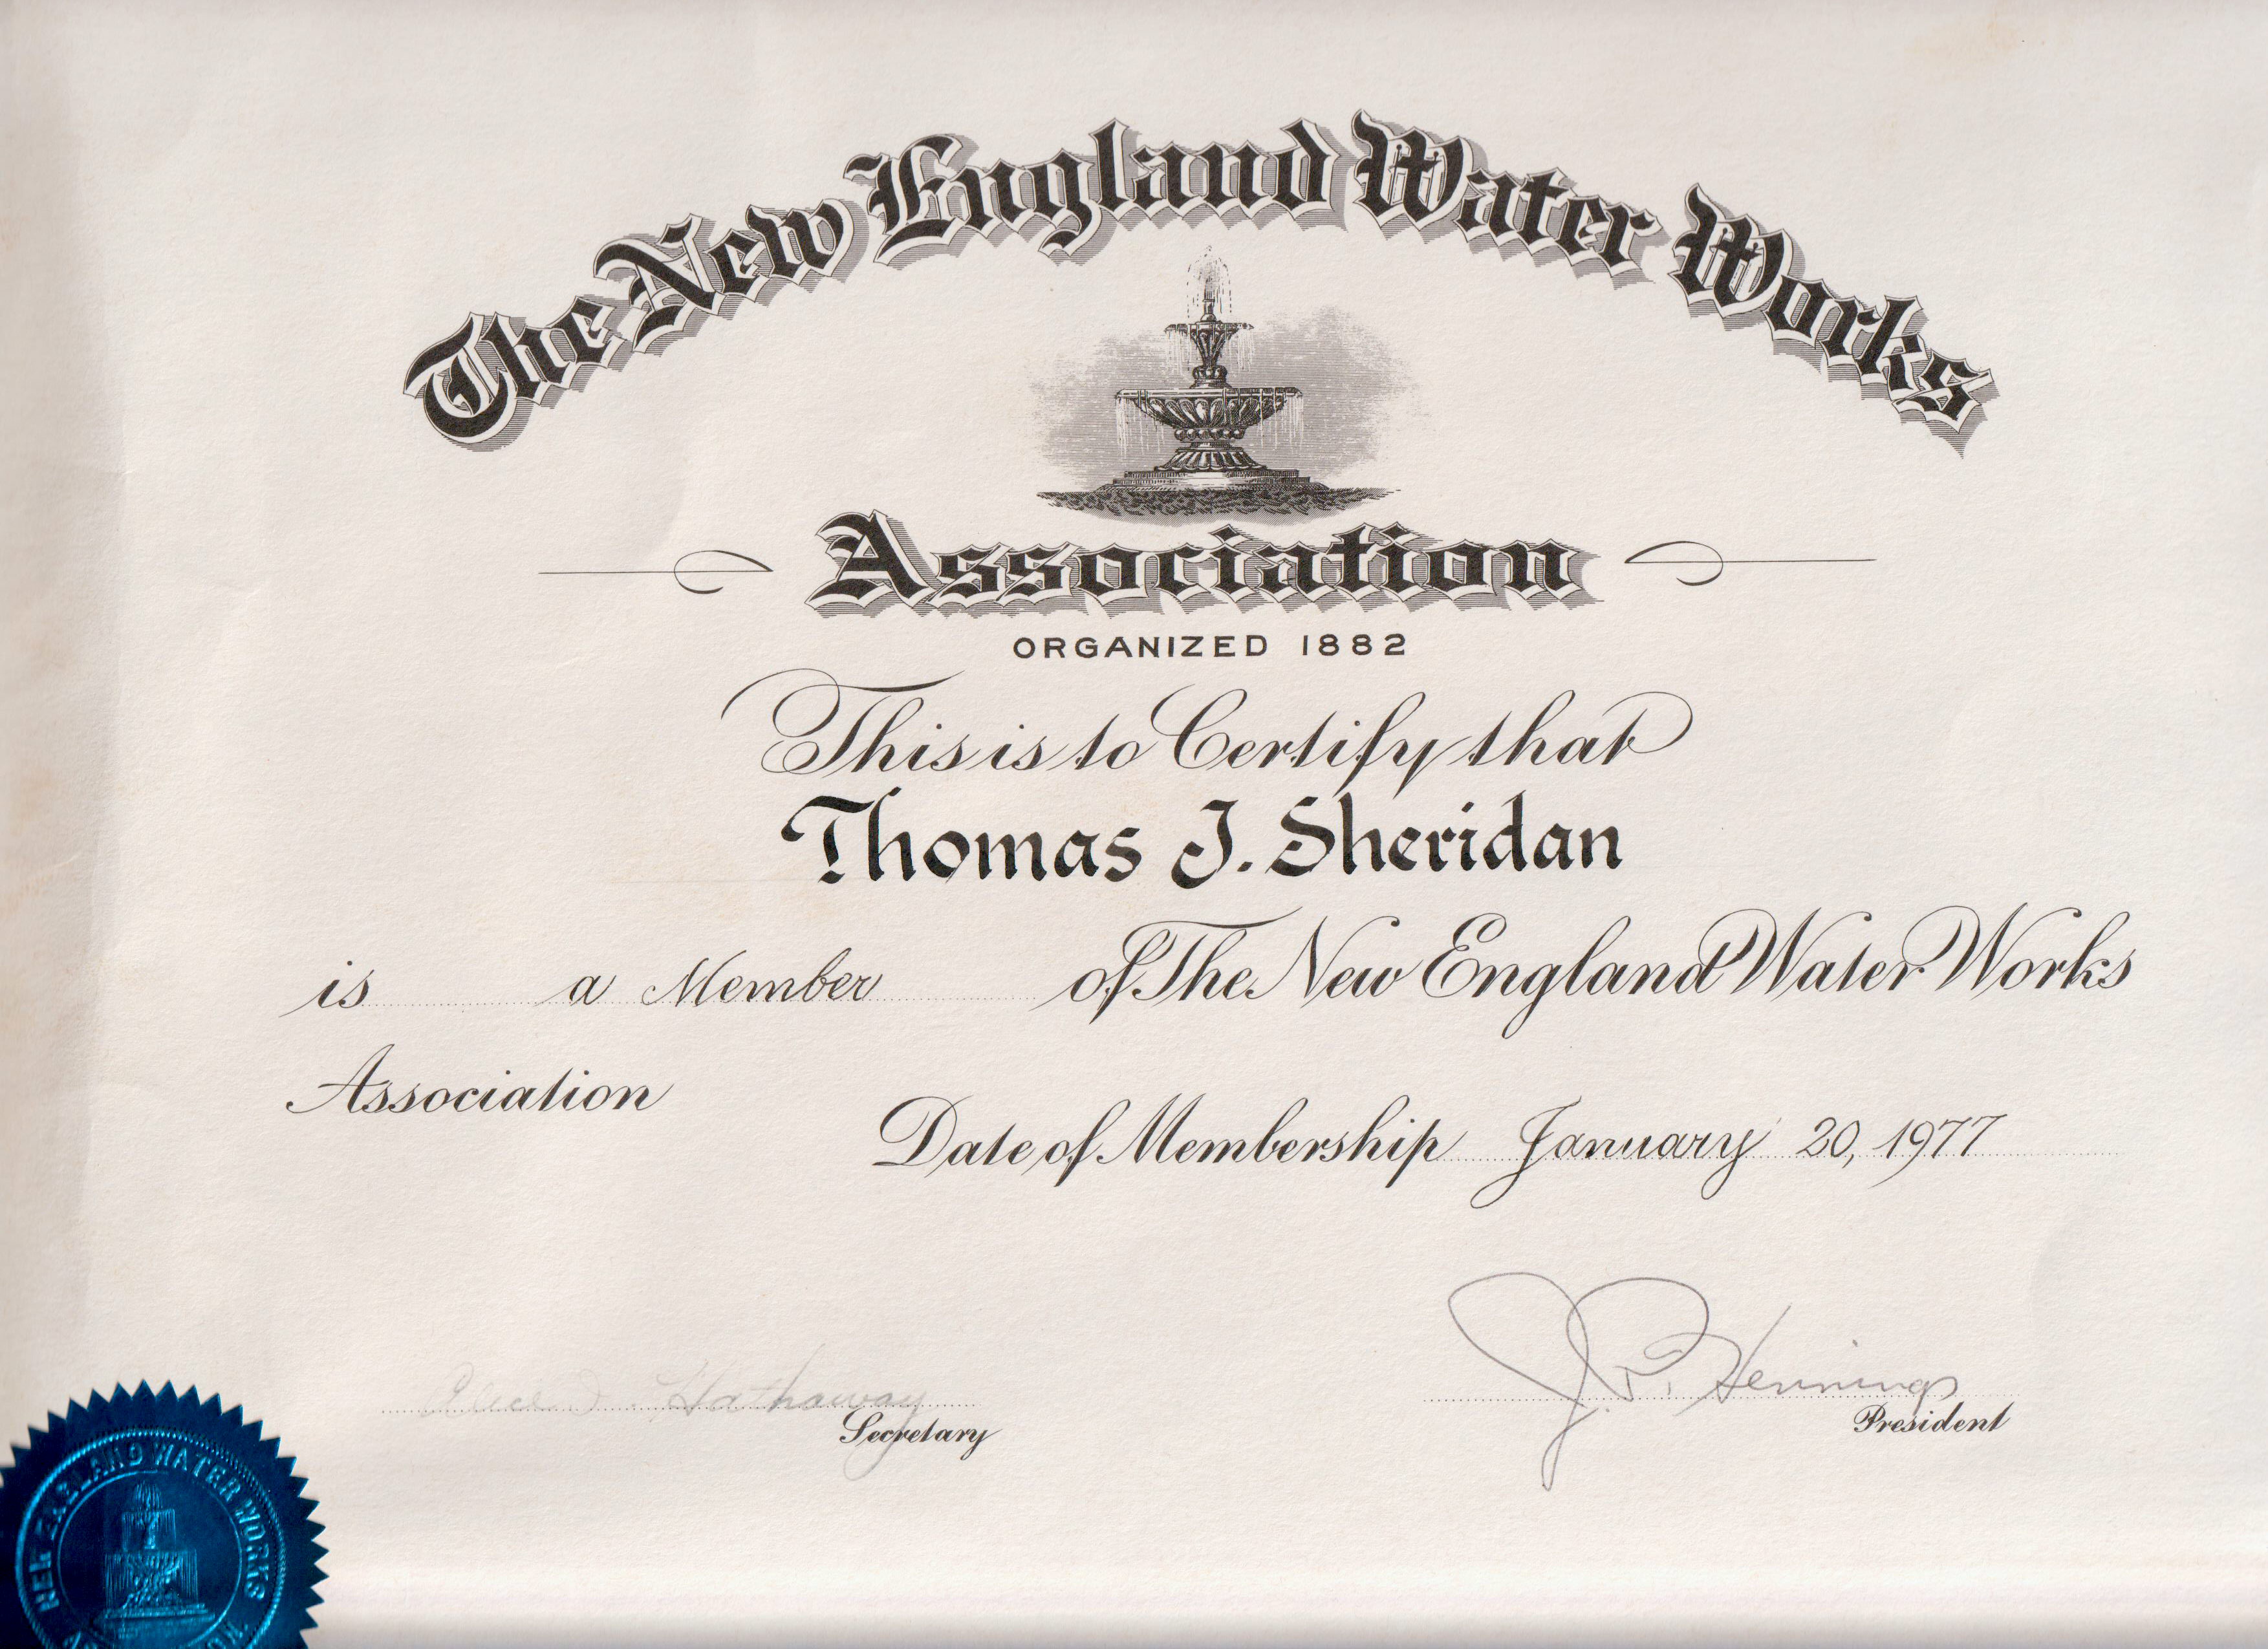 The New England Water Works
Association
ORGANIZED 1882
This is to Certify that
Thomas J. Sheridan
is a Member of The New England Water Works
Association
Date of Membership January 20, 1977
Hathaway
Secretary
J. P. Hennings
President
NEW ENGLAND WATER WORKS